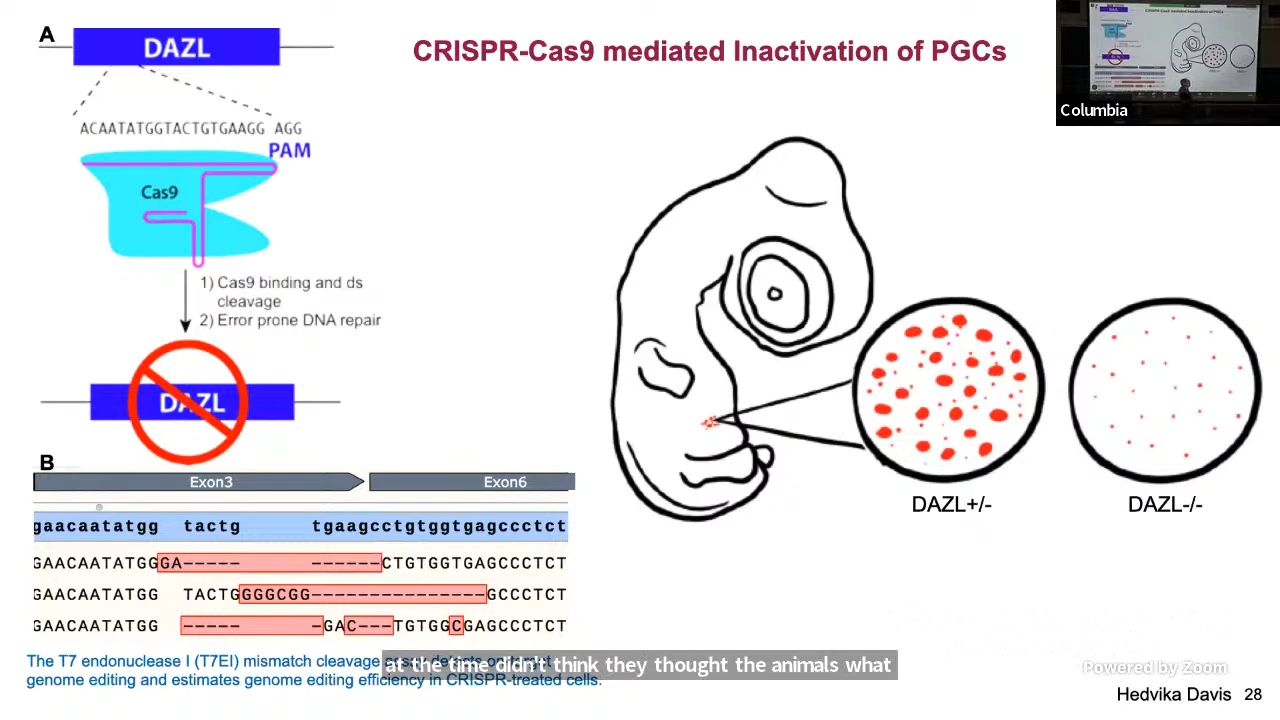 A
DAZL
CRISPR-Cas9 mediated Inactivation of PGCs
Columbia
ACAATATGGTACTGTGAAGG AGG
PAM
Cas9
1) Cas9 binding and ds
cleavage
2) Error prone DNA repair
DAZL
DAZL+/-
DAZL-/-
B
Exon3 Exon6
gaacaatatgg tactg tgaagcctgtggtgagccctct
GAACAATATGGGA----- ------CTGTGGTGAGCCCTCT
GAACAATATGG TACTGGGGCGG---------------GCCCTCT
GAACAATATGG ----- -GAC---TGTGGCGAGCCCTCT
The T7 endonuclease I (T7EI) mismatch cleavage
genome editing and estimates genome editing efficiency in CRISPR-treated cells.
at the time didn't think they thought the animals what
Powered by Zoom
Hedvika Davis 28